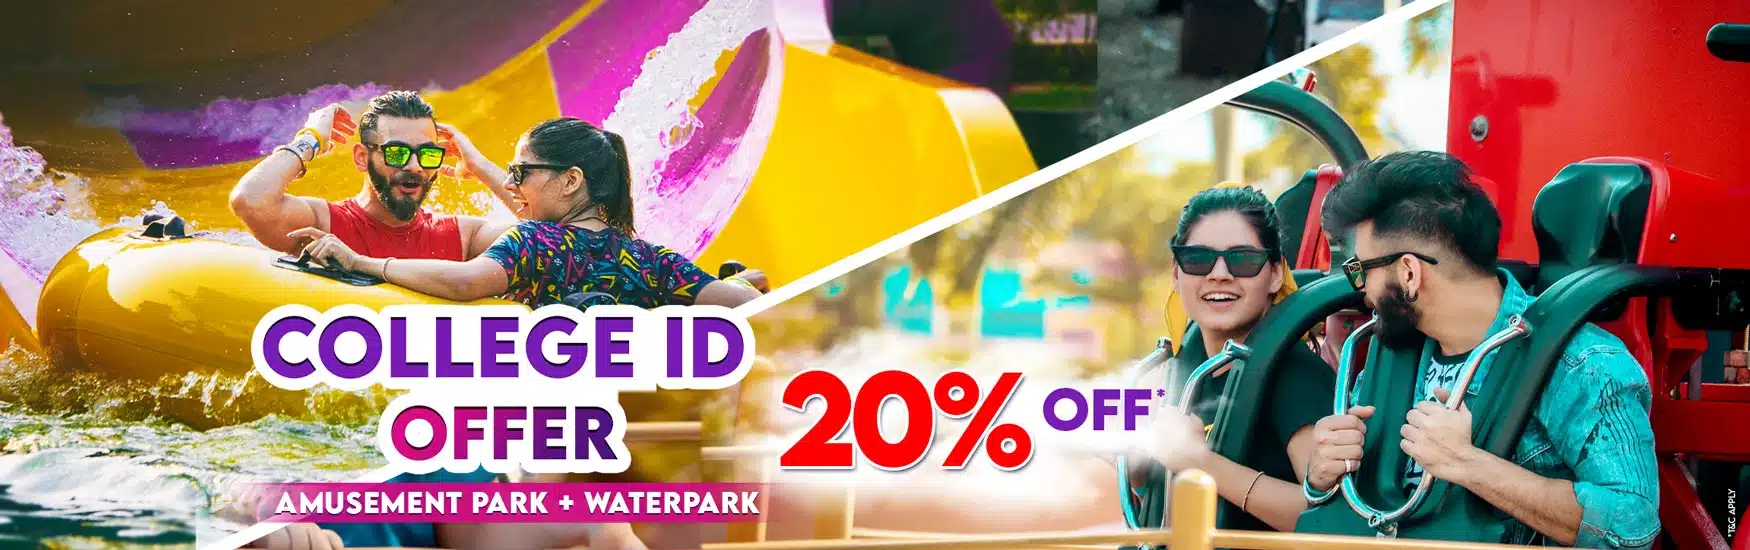 COLLEGE ID
OFFER
AMUSEMENT PARK + WATERPARK
20% OFF*
*T&C APPLY